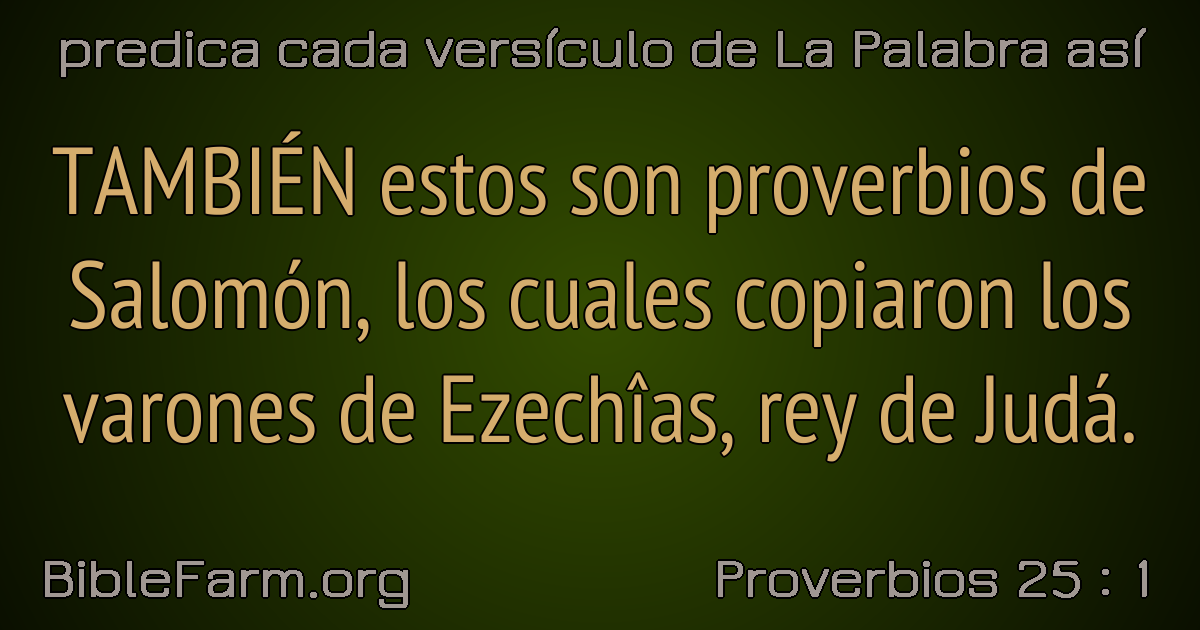 predica cada versículo de La Palabra así
TAMBIÉN estos son proverbios de
Salomón, los cuales copiaron los
varones de Ezechîas, rey de Judá.
BibleFarm.org
Proverbios 25 : 1